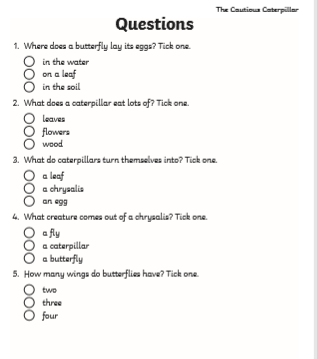 The Cautious Caterpillar
Questions
1. Where does a butterfly lay its eggs? Tick one.
in the water
on a leaf
in the soil
2. What does a caterpillar eat lots of? Tick one.
leaves
flowers
wood
3. What do caterpillars turn themselves into? Tick one.
a leaf
a chrysalis
an egg
4. What creature comes out of a chrysalis? Tick one.
a fly
a caterpillar
a butterfly
5. How many wings do butterflies have? Tick one.
two
three
four